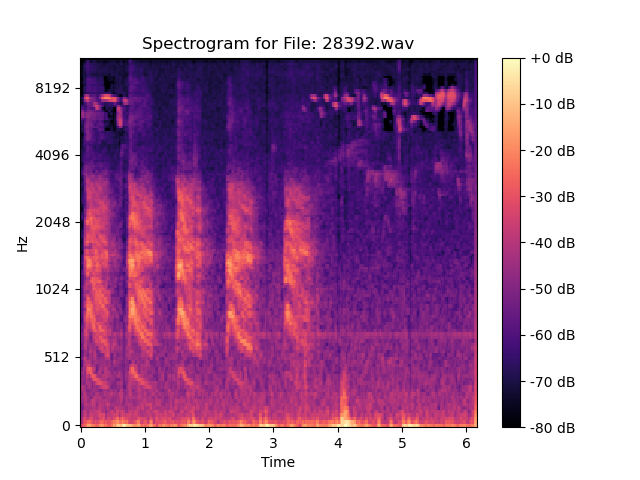 Spectrogram for File: 28392.wav
+0 dB
8192
-10 dB
4096
-20 dB
-30 dB
2048
Hz
-40 dB
1024
-50 dB
-60 dB
512
-70 dB
0
-80 dB
0 1 2 3 4 5 6
Time